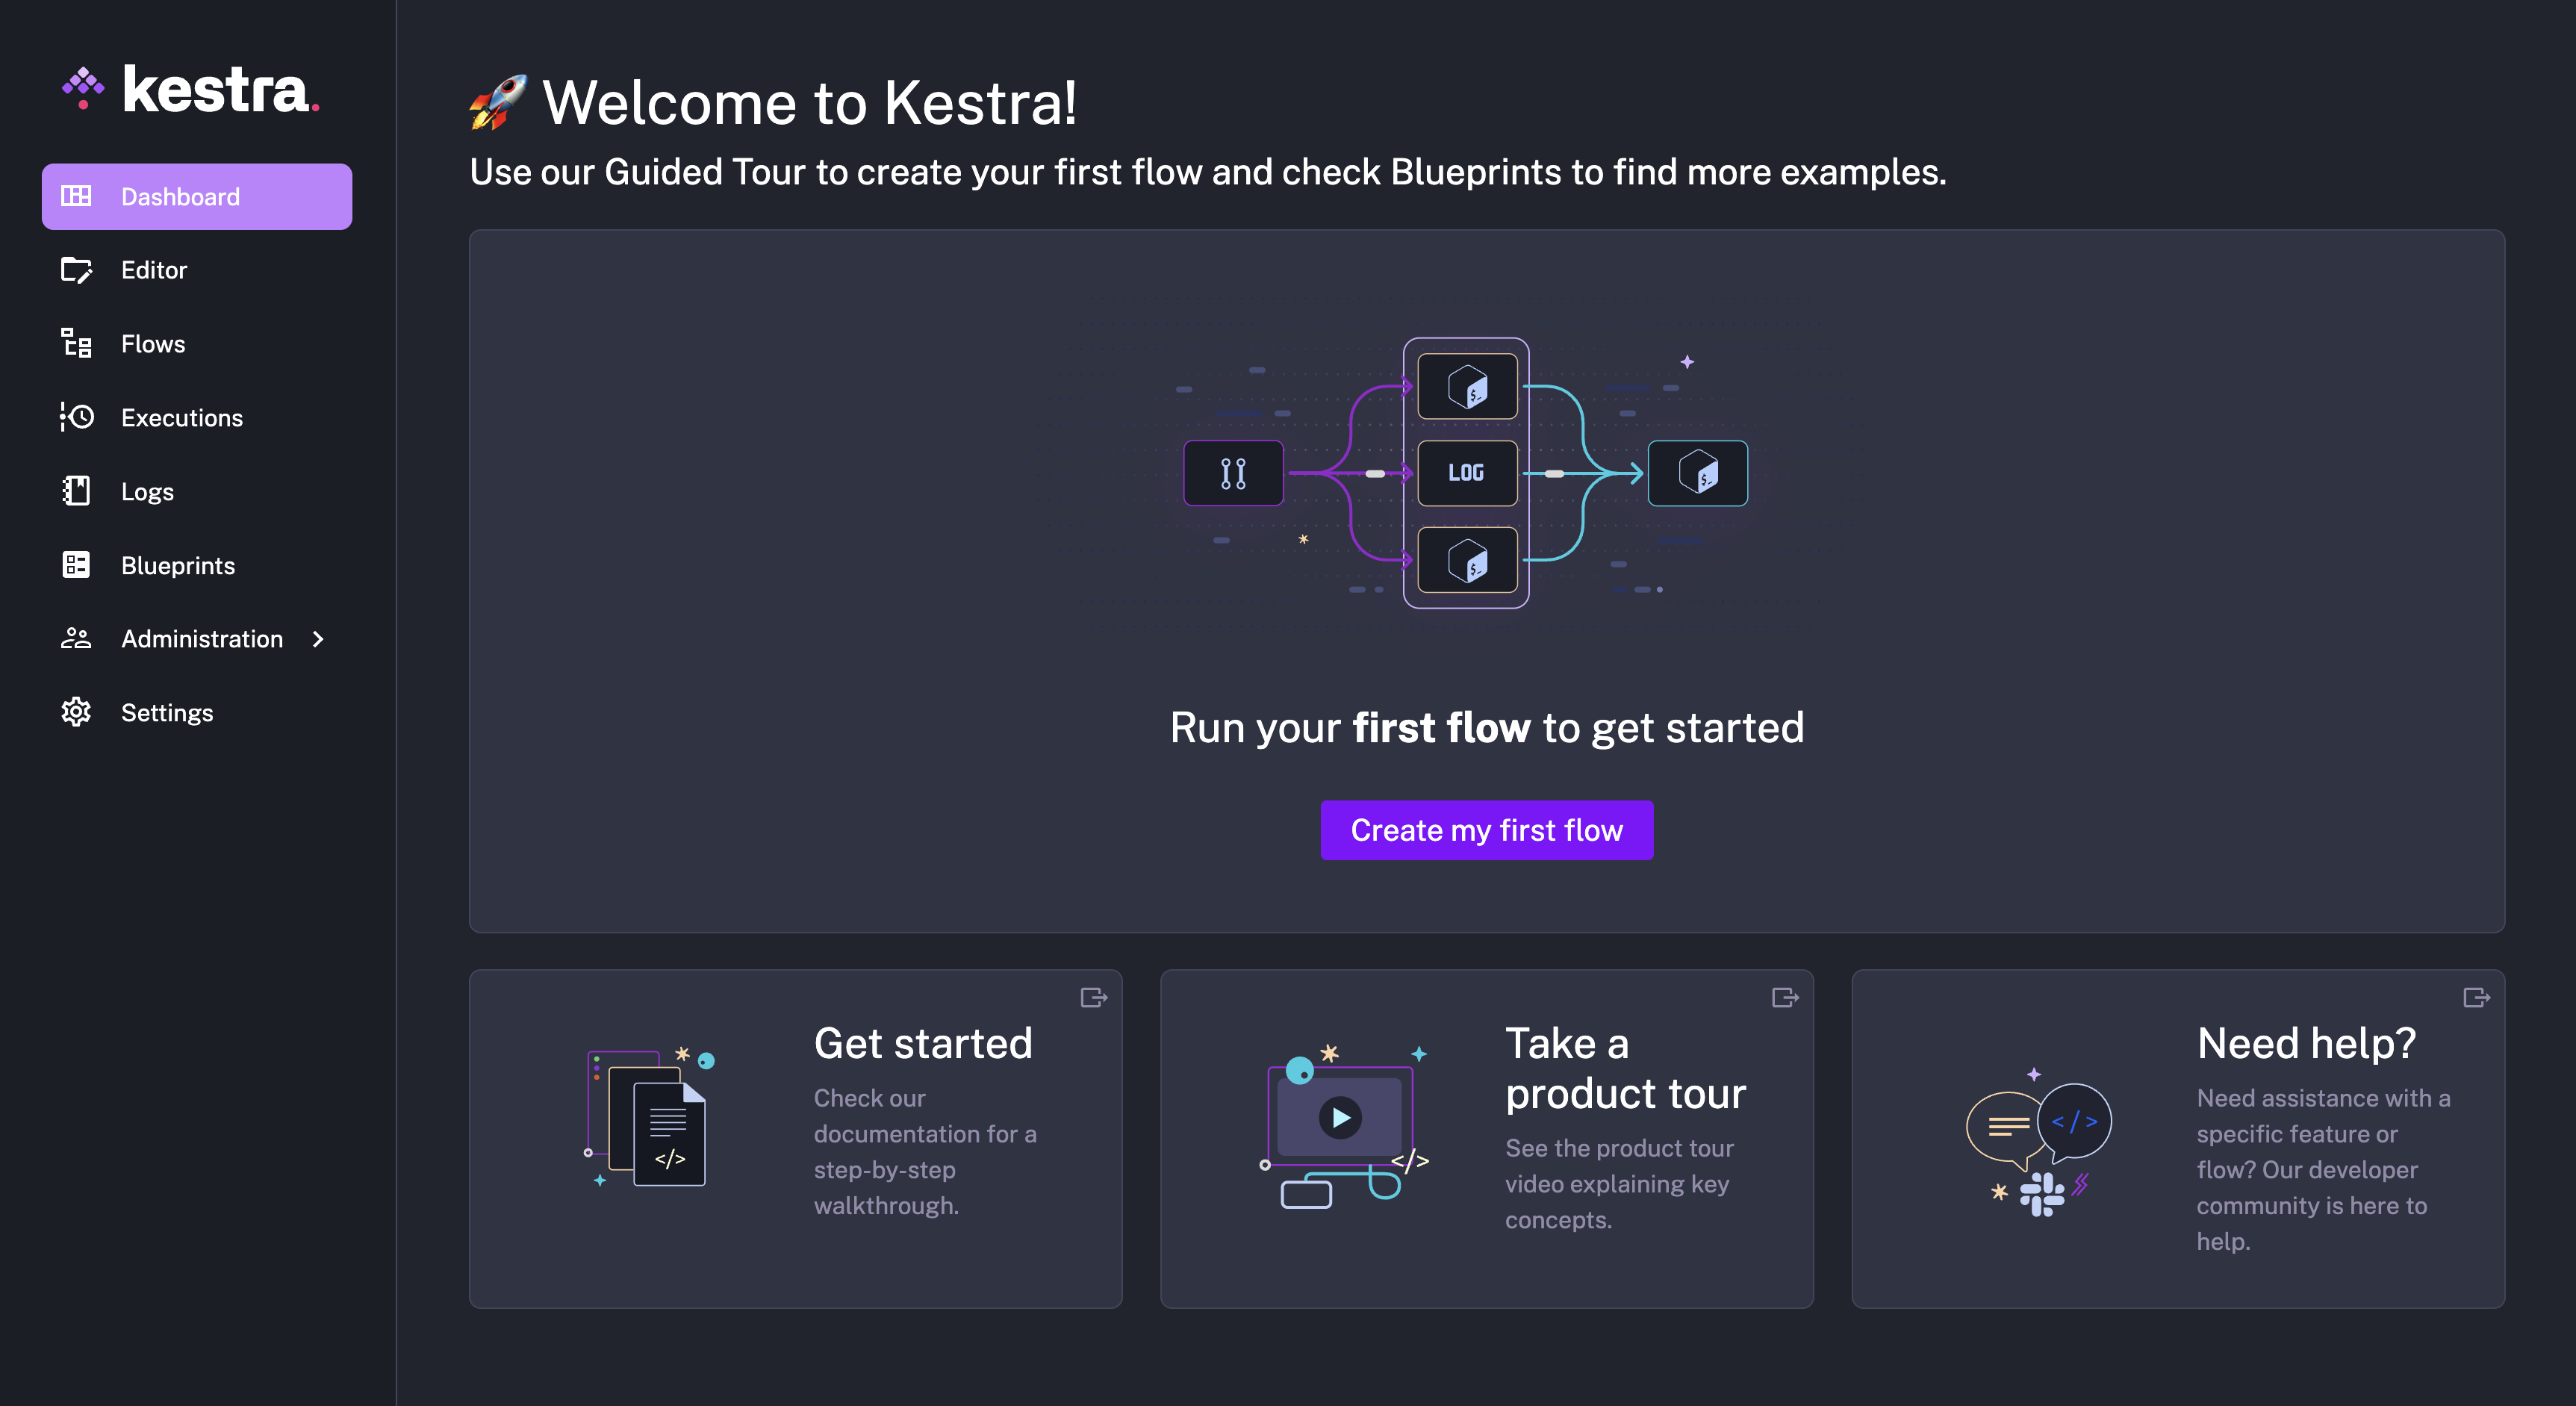 kestra.
Dashboard
Editor
Flows
Executions
Logs
Blueprints
Administration
Settings
🚀 Welcome to Kestra!
Use our Guided Tour to create your first flow and check Blueprints to find more examples.
$_
LOG
$_
$_
Run your first flow to get started
Create my first flow
</>
Get started
Check our
documentation for a
step-by-step
walkthrough.
</>
Take a
product tour
See the product tour
video explaining key
concepts.
</>
Need help?
Need assistance with a
specific feature or
flow? Our developer
community is here to
help.